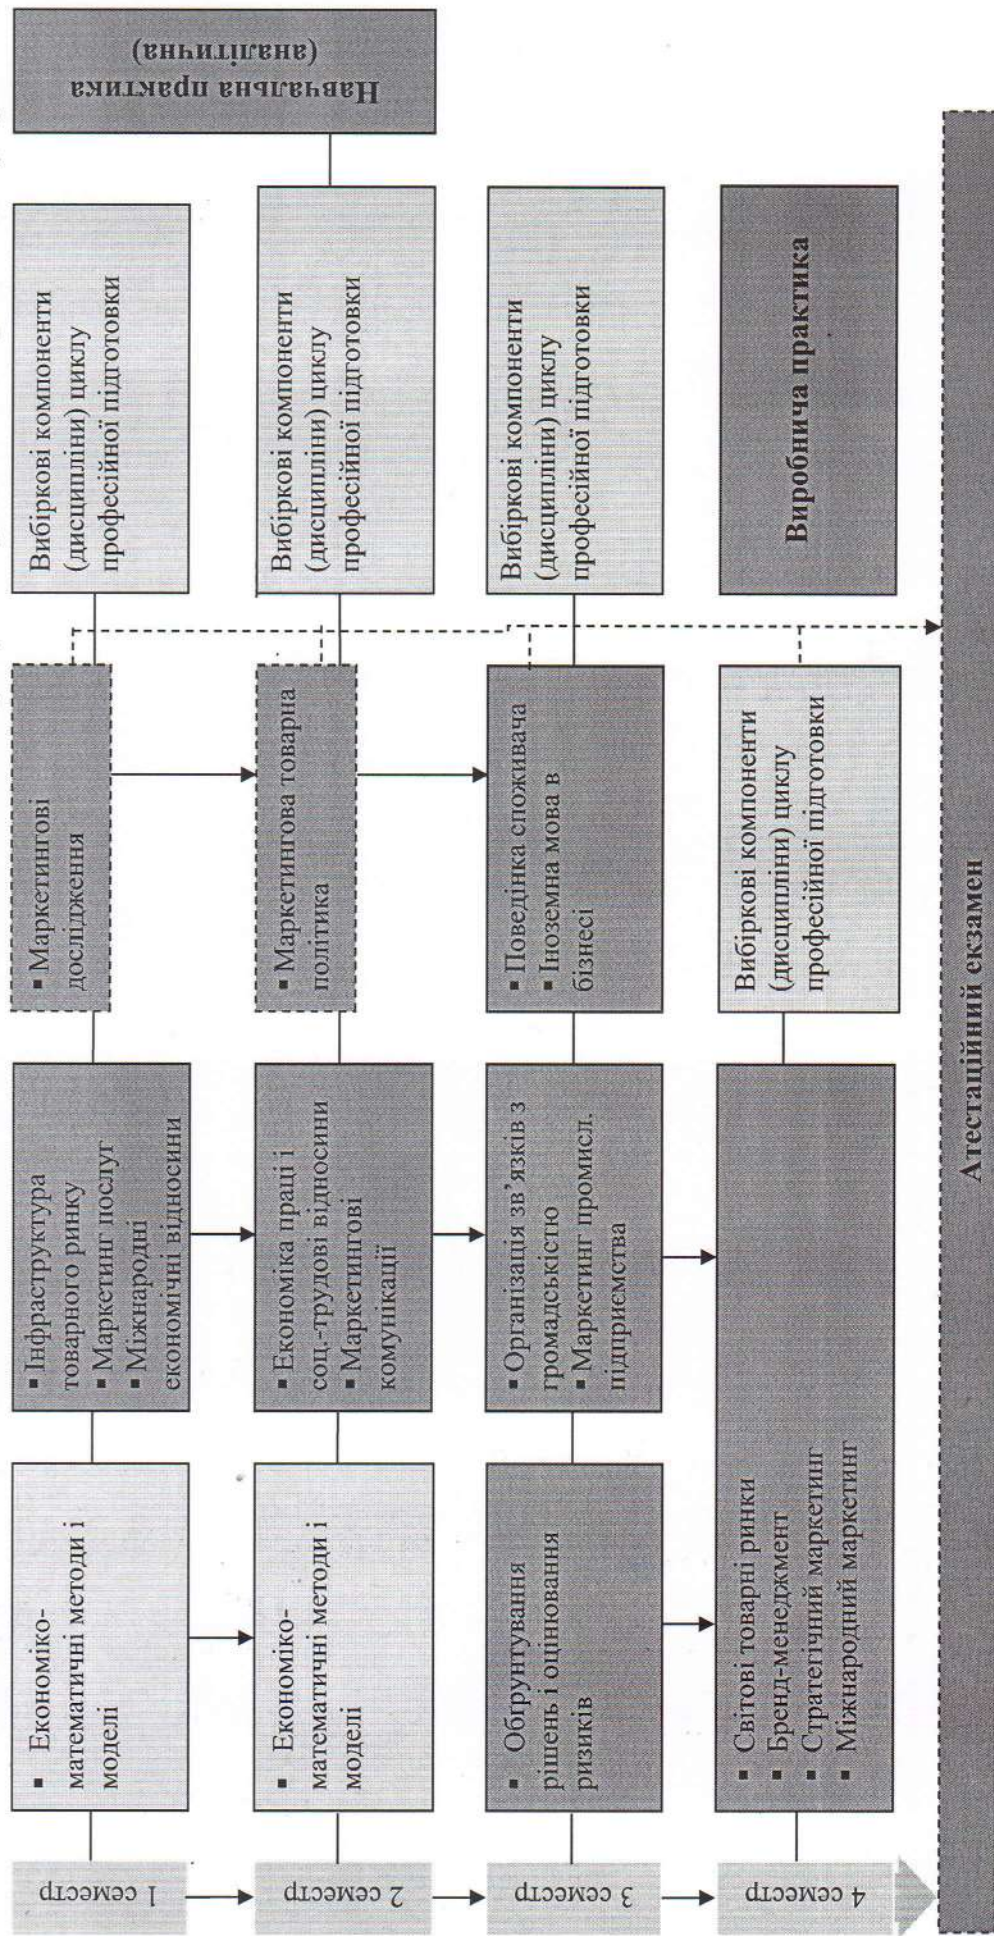 1 семестр
▪ Економіко-
математичні методи і
моделі
▪ Інфраструктура
товарного ринку
▪ Маркетинг послуг
▪ Міжнародні
економічні відносини
▪ Маркетингові
дослідження
Вибіркові компоненти
(дисципліни) циклу
професійної підготовки
2 семестр
▪ Економіко-
математичні методи і
моделі
▪ Економіка праці і
соц.-трудові відносини
▪ Маркетингові
комунікації
▪ Маркетингова товарна
політика
Вибіркові компоненти
(дисципліни) циклу
професійної підготовки
Навчальна практика
(аналітична)
3 семестр
▪ Обґрунтування
рішень і оцінювання
ризиків
▪ Організація зв’язків з
громадськістю
▪ Маркетинг промисл.
підприємства
▪ Поведінка споживача
▪ Іноземна мова в
бізнесі
Вибіркові компоненти
(дисципліни) циклу
професійної підготовки
4 семестр
▪ Світові товарні ринки
▪ Бренд-менеджмент
▪ Стратегічний маркетинг
▪ Міжнародний маркетинг
Вибіркові компоненти
(дисципліни) циклу
професійної підготовки
Виробнича практика
Атестаційний екзамен